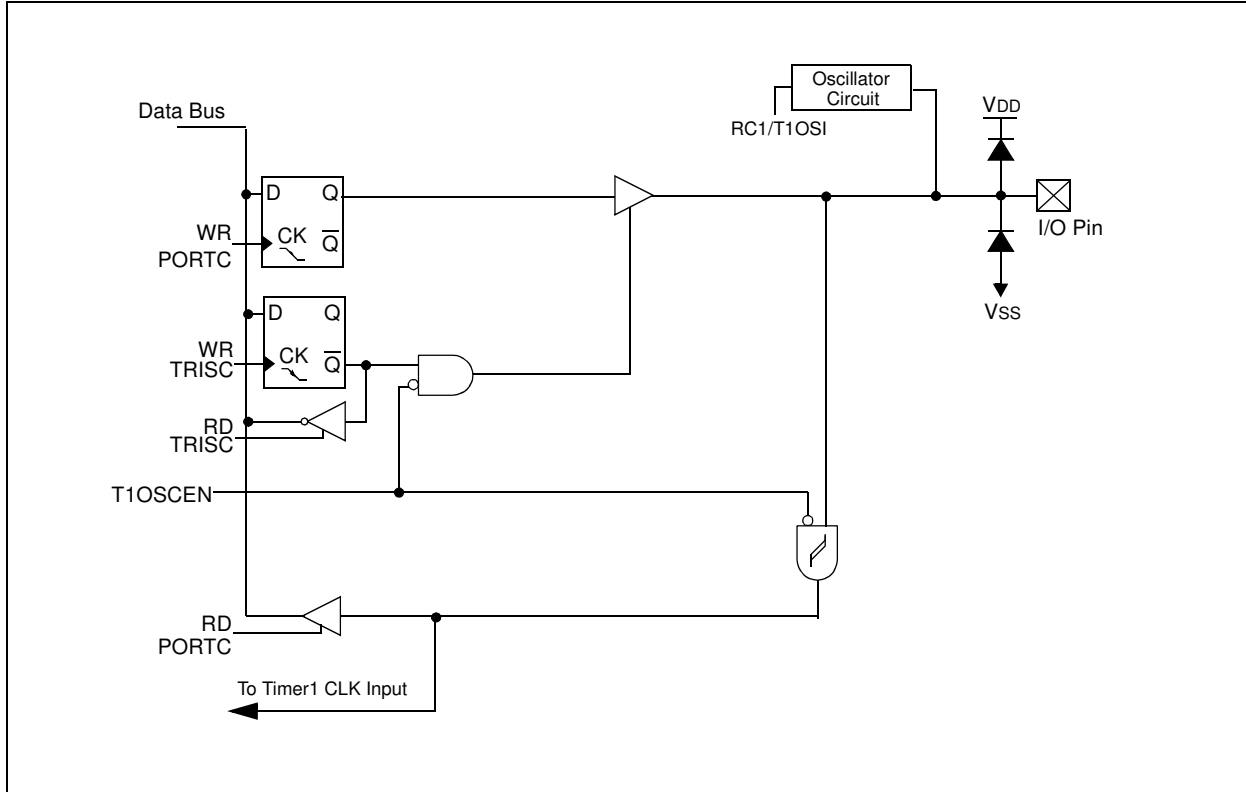 Oscillator
Circuit
RC1/T1OSI
VDD
Data Bus
D Q
CK Q̅
WR
PORTC
I/O Pin
VSS
D Q
CK Q̅
WR
TRISC
RD
TRISC
T1OSCEN
RD
PORTC
To Timer1 CLK Input